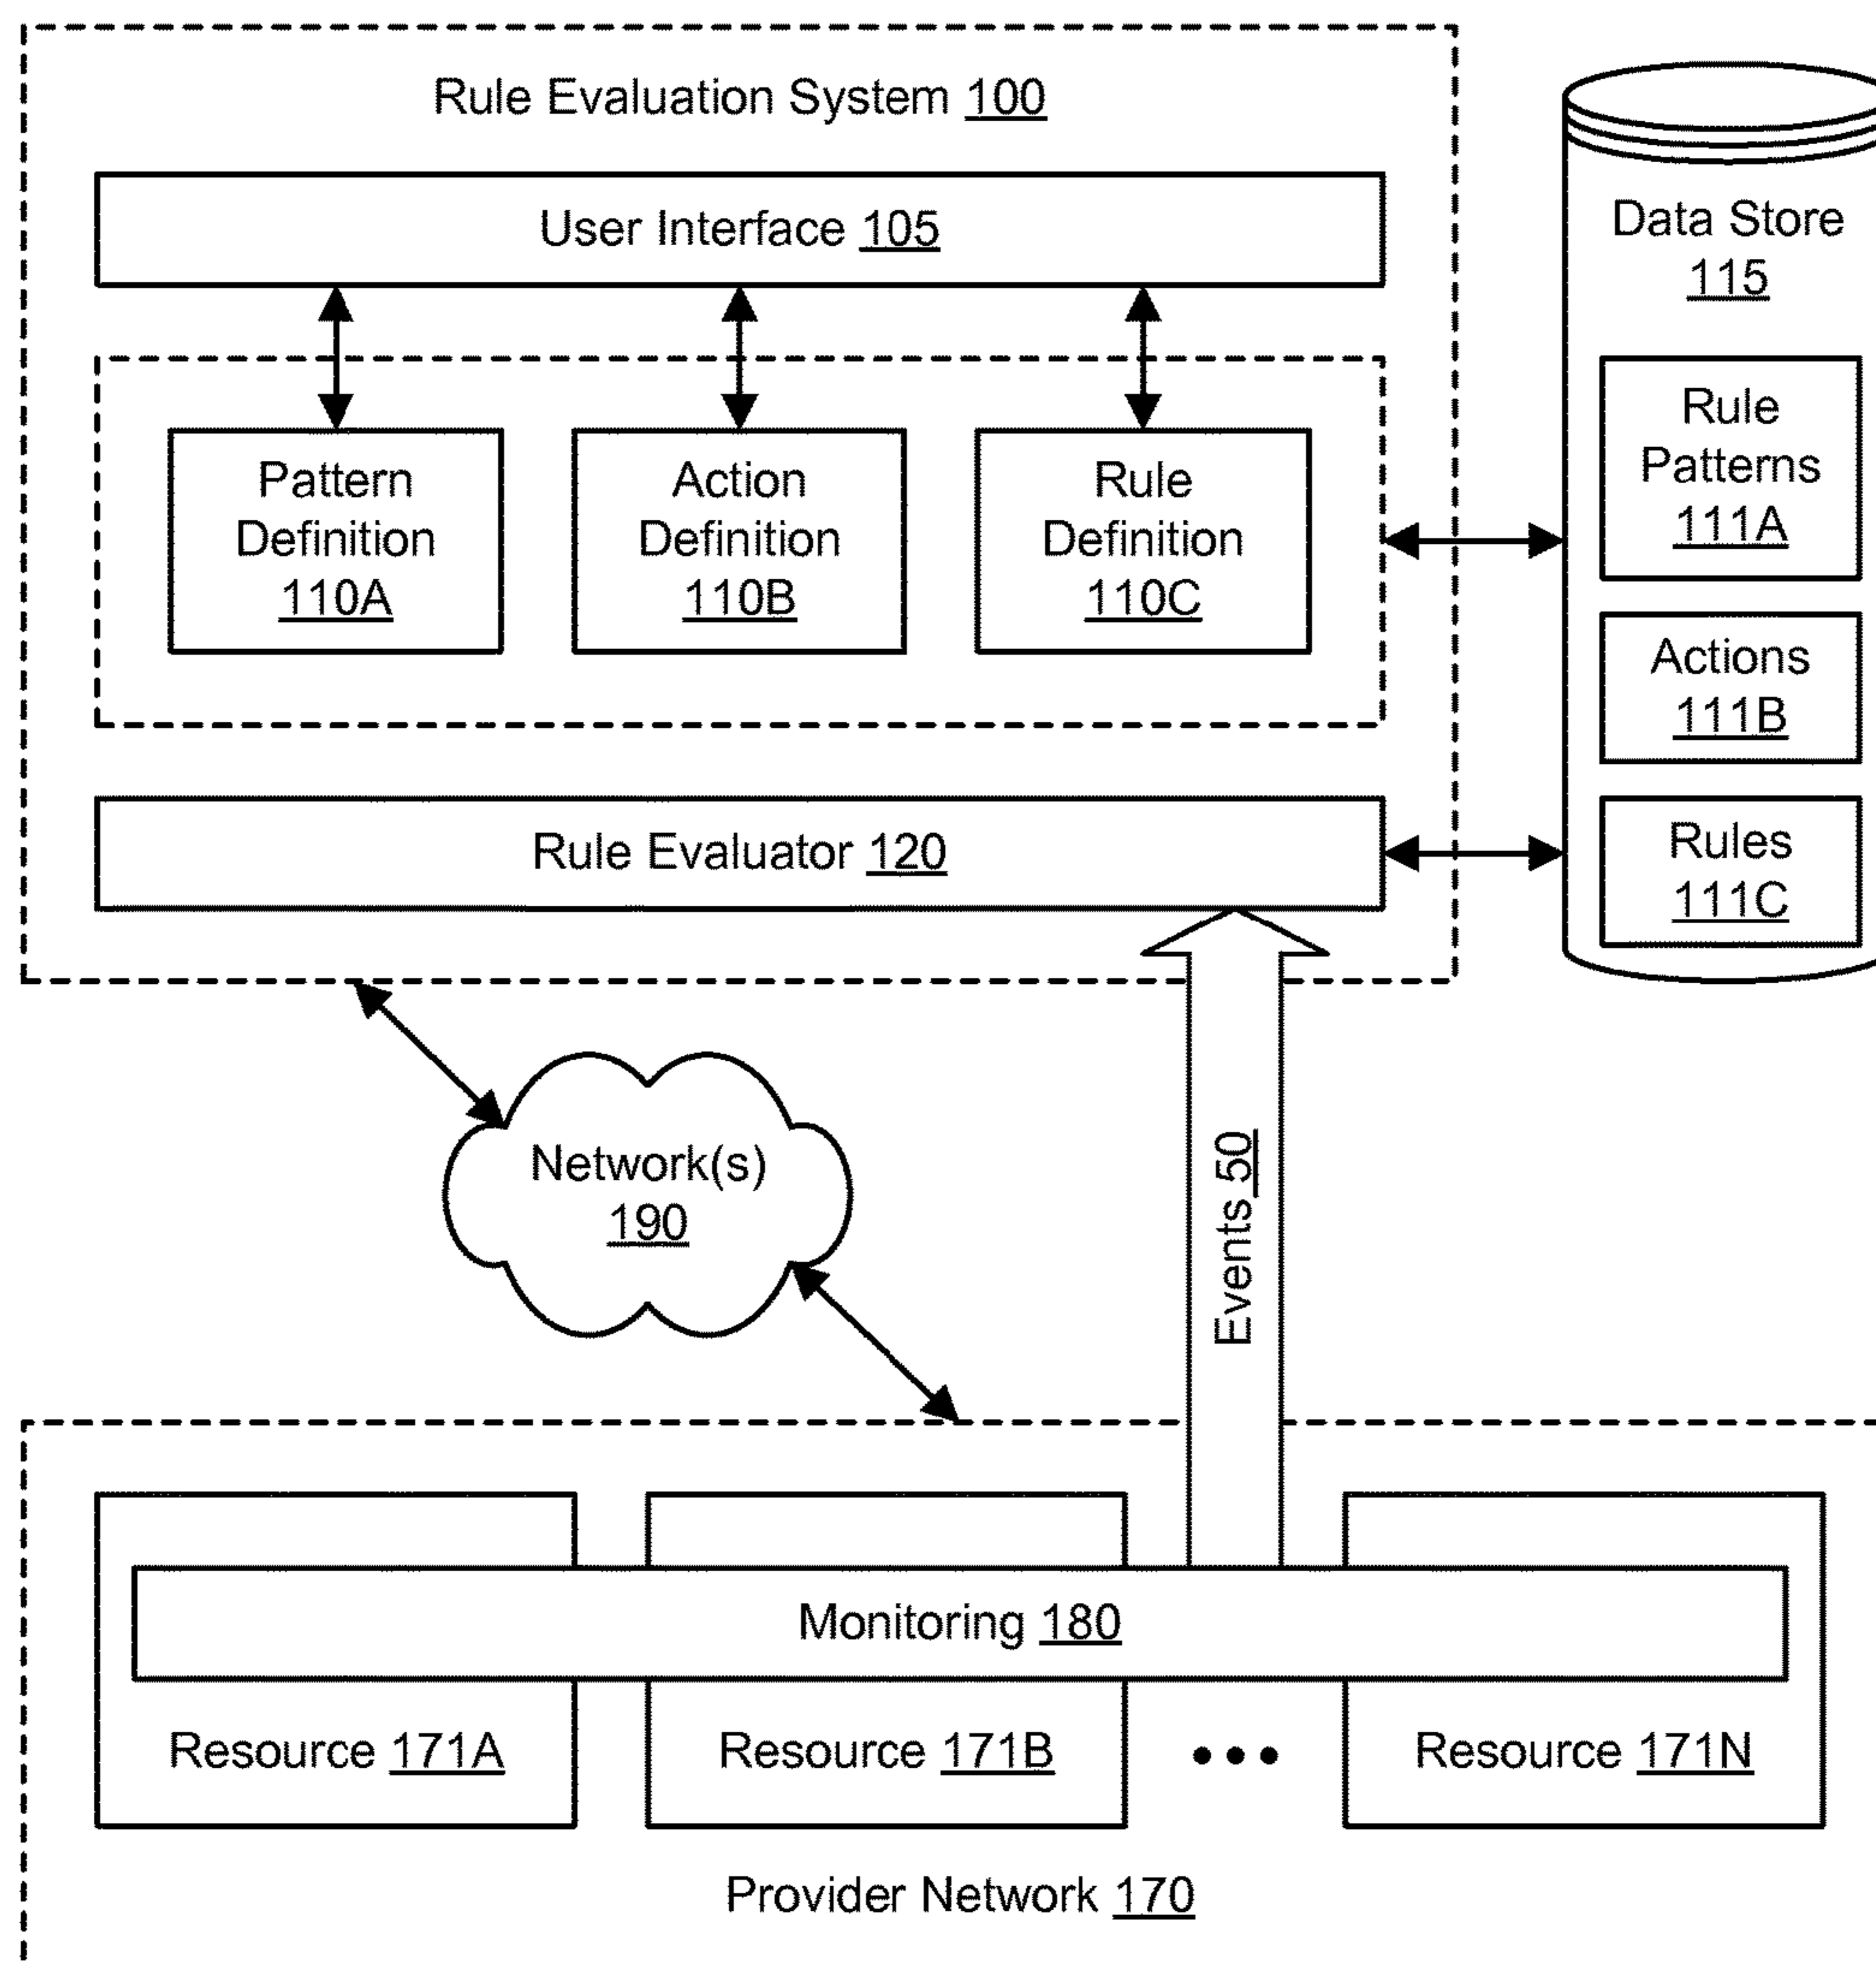 Rule Evaluation System 100
User Interface 105
Pattern
Definition
110A
Action
Definition
110B
Rule
Definition
110C
Rule Evaluator 120
Data Store
115
Rule
Patterns
111A
Actions
111B
Rules
111C
Network(s)
190
Events 50
Monitoring 180
Resource 171A
Resource 171B
Resource 171N
Provider Network 170